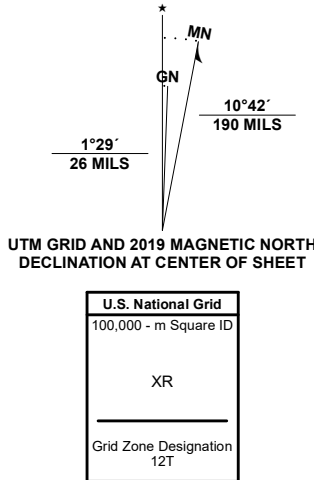 ★
MN
GN
10°42´
190 MILS
1°29´
26 MILS
UTM GRID AND 2019 MAGNETIC NORTH
DECLINATION AT CENTER OF SHEET
U.S. National Grid
100,000 - m Square ID
XR
Grid Zone Designation
12T